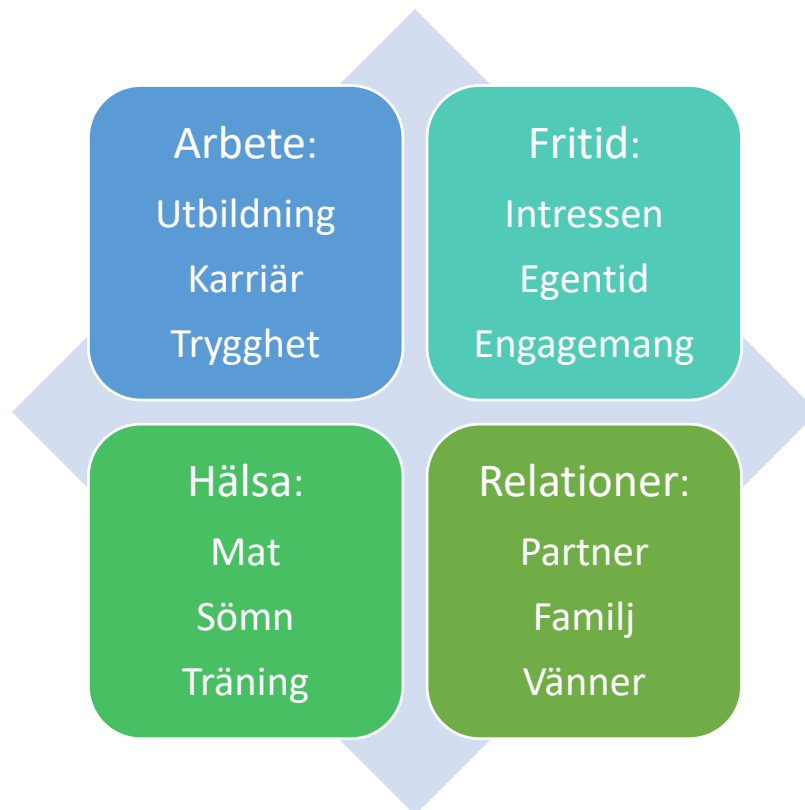 Arbete:
Utbildning
Karriär
Trygghet
Fritid:
Intressen
Egentid
Engagemang
Hälsa:
Mat
Sömn
Träning
Relationer:
Partner
Familj
Vänner